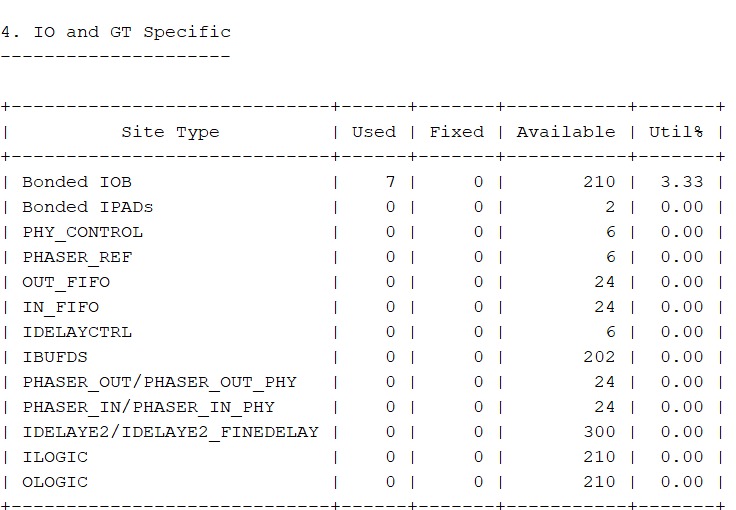 4. IO and GT Specific
---------------------
+-----------------------------+------+-------+-----------+-------+
|          Site Type          | Used | Fixed | Available | Util% |
+-----------------------------+------+-------+-----------+-------+
| Bonded IOB                  |    7 |     0 |       210 |  3.33 |
| Bonded IPADs                |    0 |     0 |         2 |  0.00 |
| PHY_CONTROL                 |    0 |     0 |         6 |  0.00 |
| PHASER_REF                  |    0 |     0 |         6 |  0.00 |
| OUT_FIFO                    |    0 |     0 |        24 |  0.00 |
| IN_FIFO                     |    0 |     0 |        24 |  0.00 |
| IDELAYCTRL                  |    0 |     0 |         6 |  0.00 |
| IBUFDS                      |    0 |     0 |       202 |  0.00 |
| PHASER_OUT/PHASER_OUT_PHY   |    0 |     0 |        24 |  0.00 |
| PHASER_IN/PHASER_IN_PHY     |    0 |     0 |        24 |  0.00 |
| IDELAYE2/IDELAYE2_FINEDELAY |    0 |     0 |       300 |  0.00 |
| ILOGIC                      |    0 |     0 |       210 |  0.00 |
| OLOGIC                      |    0 |     0 |       210 |  0.00 |
+-----------------------------+------+-------+-----------+-------+